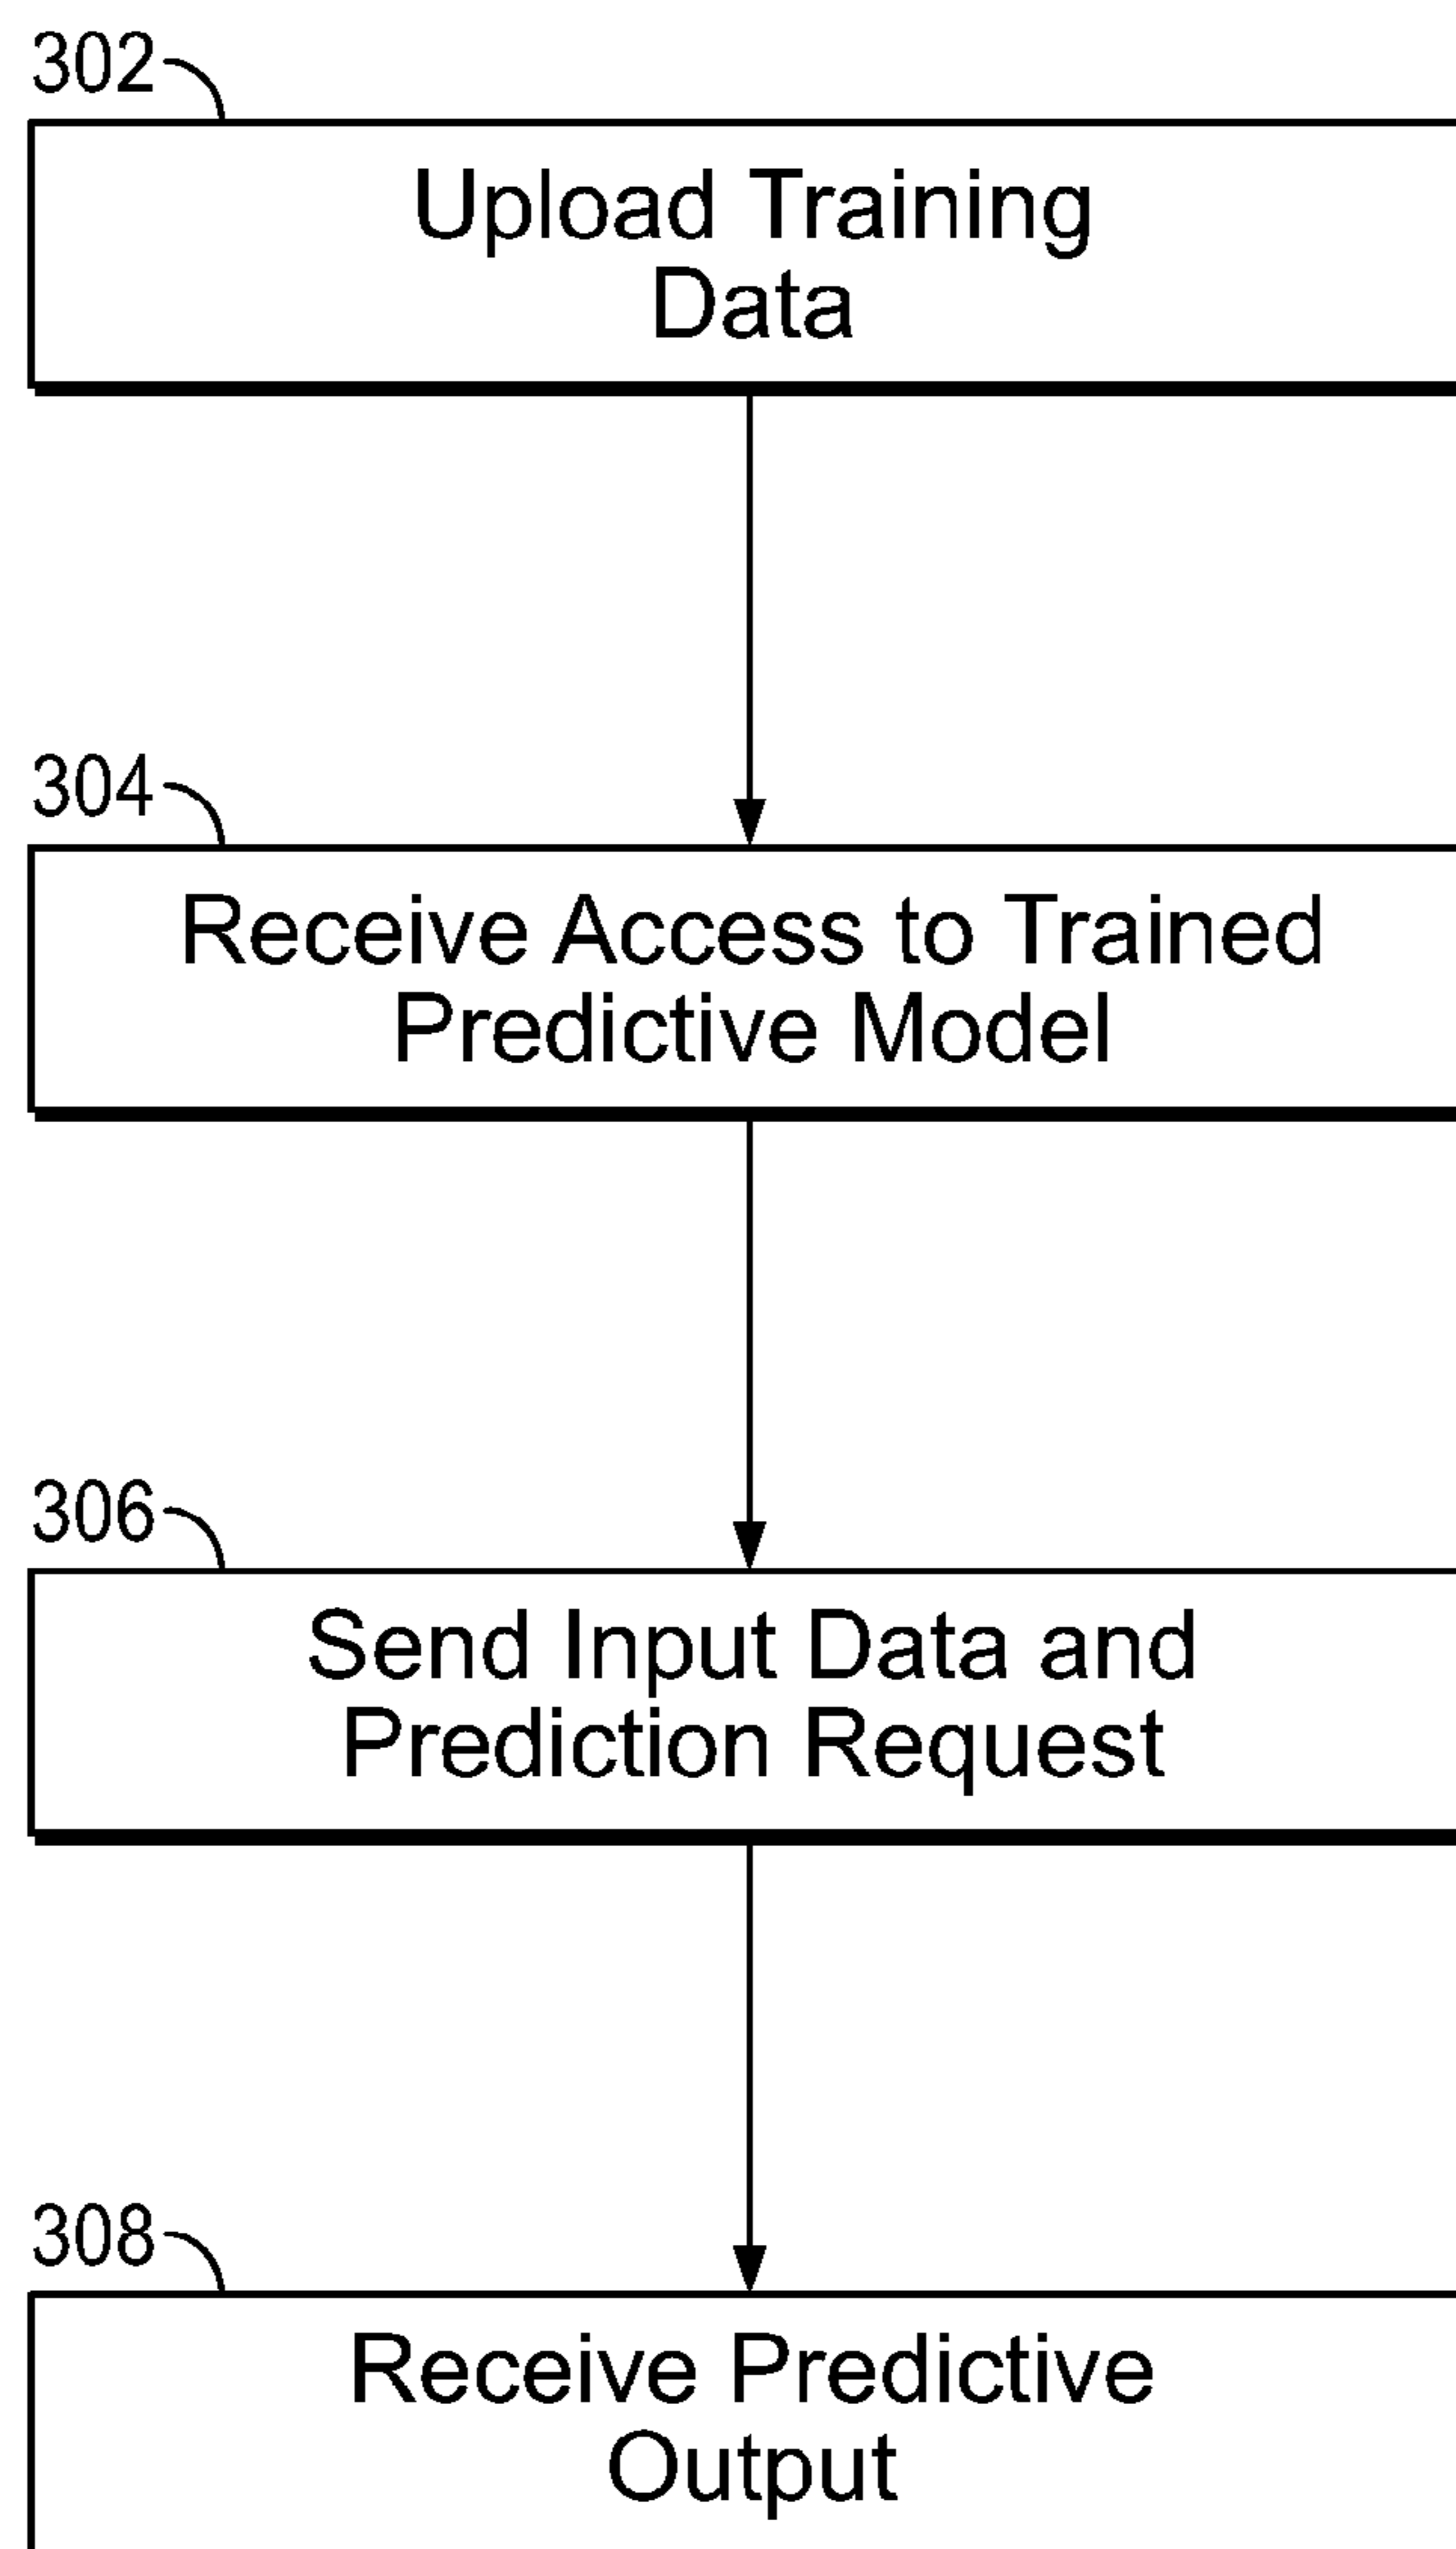 302
Upload Training
Data
304
Receive Access to Trained
Predictive Model
306
Send Input Data and
Prediction Request
308
Receive Predictive
Output